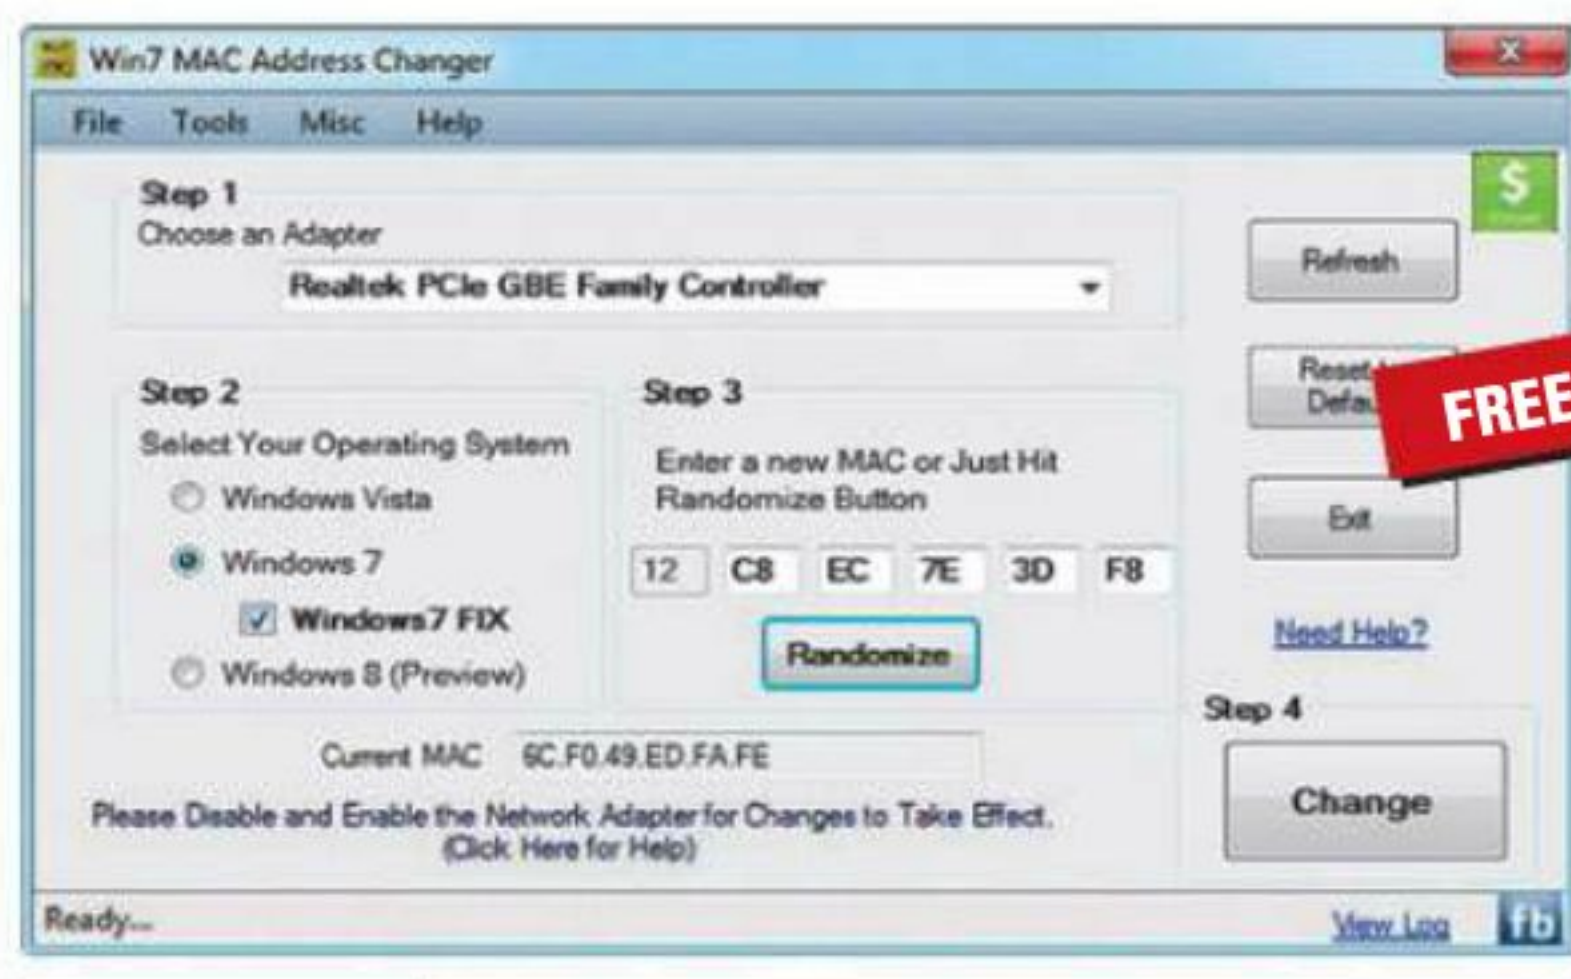 Win7 MAC Address Changer
File Tools Misc Help
Step 1
Choose an Adapter
Realtek PCIe GBE Family Controller
Refresh
Reset
FREE
Step 2
Select Your Operating System
Windows Vista
Windows 7
Windows7 FIX
Windows 8 (Preview)
Step 3
Enter a new MAC or Just Hit
Randomize Button
12 C8 EC 7E 3D F8
Randomize
Exit
Need Help?
Step 4
Change
Current MAC 6C.F0.49.ED.FA.FE
Please Disable and Enable the Network Adapter for Changes to Take Effect.
(Click Here for Help)
Ready...
View Log
fb